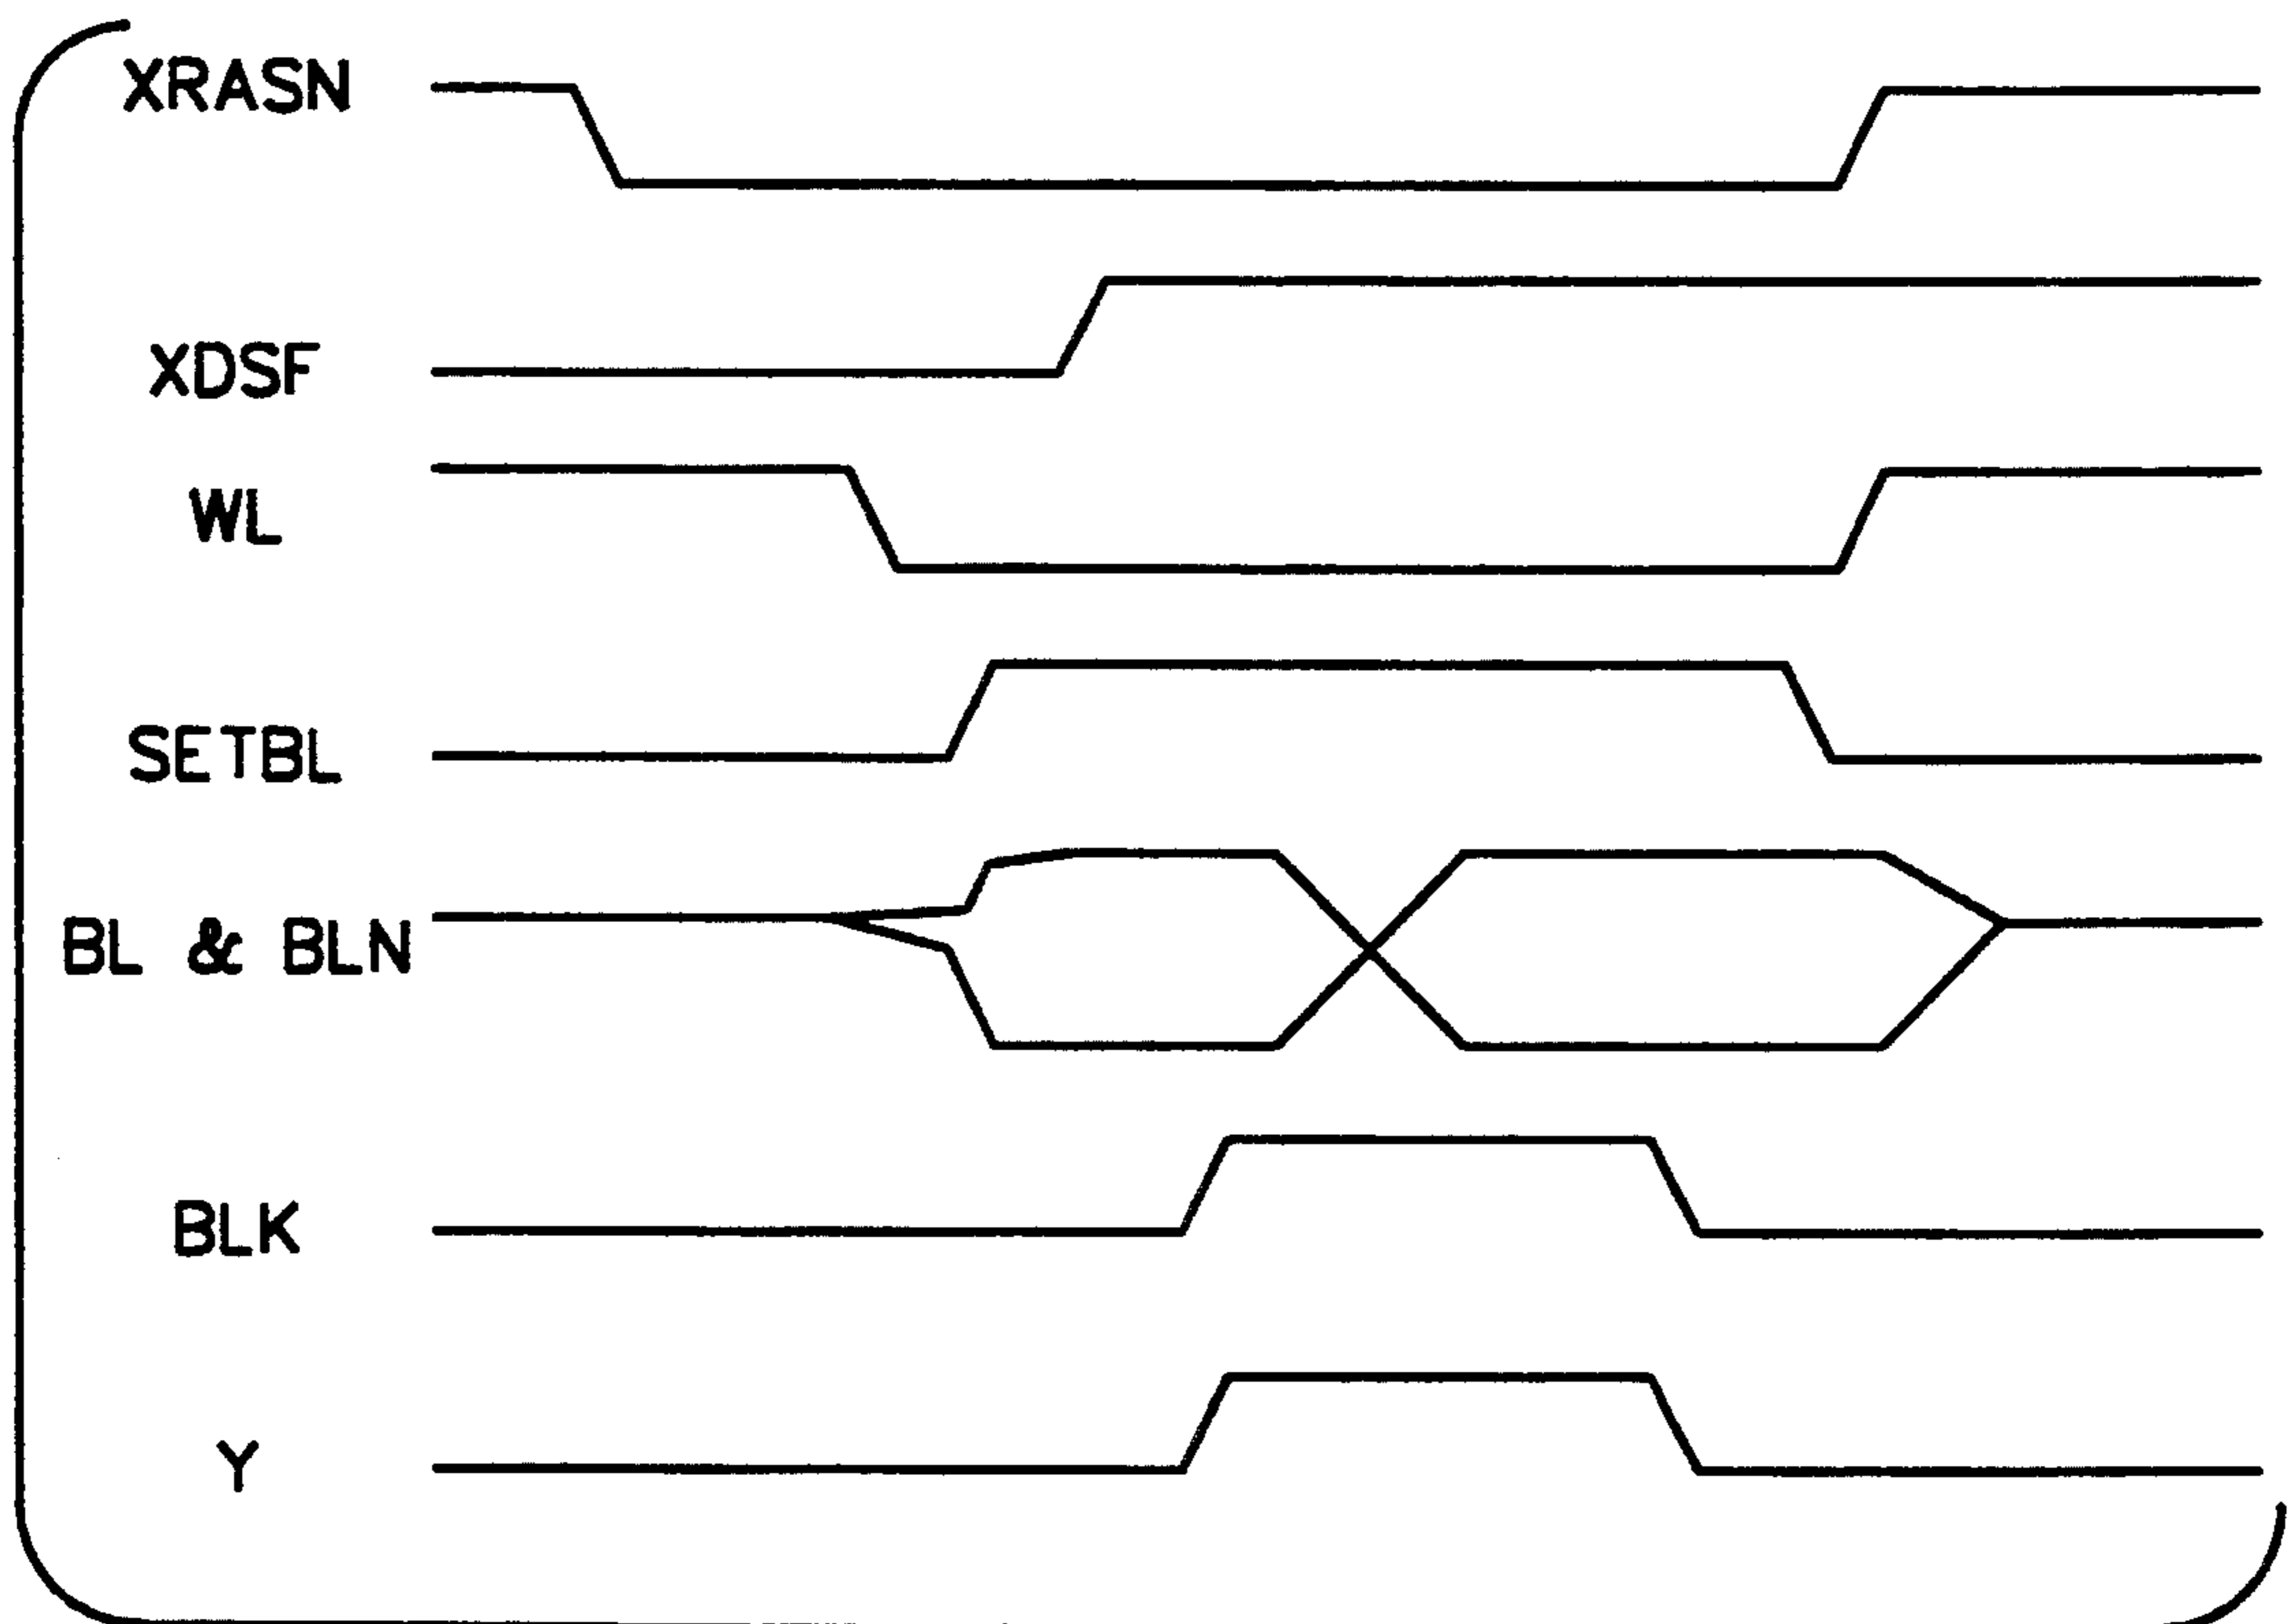 XRASN
XDSF
WL
SETBL
BL & BLN
BLK
Y